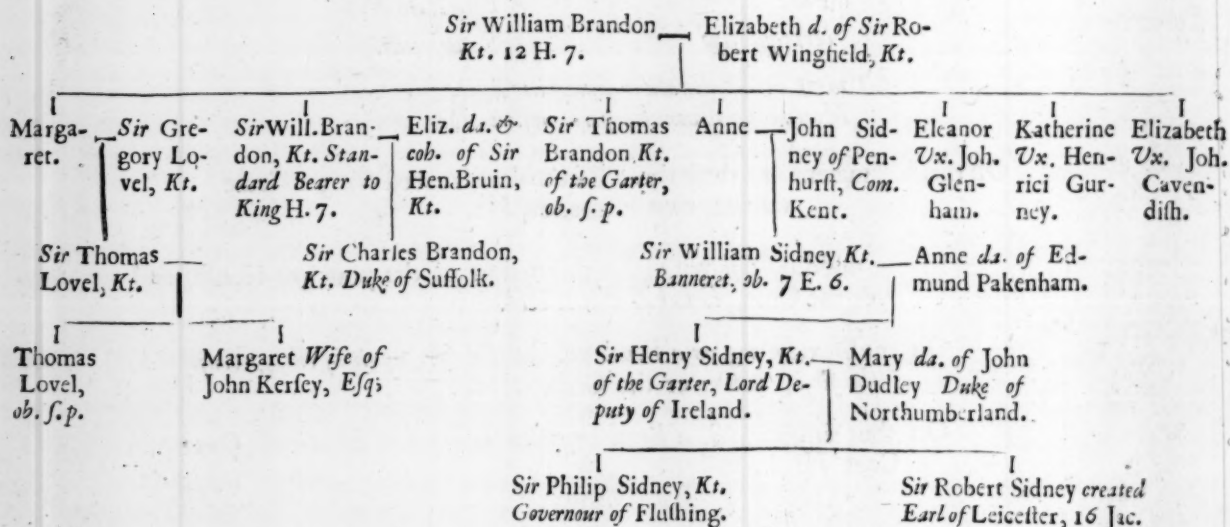 Sir William Brandon
Kt. 12 H. 7.
Elizabeth d. of Sir Ro-
bert Wingfield, Kt.
Marga-
ret.
Sir Gre-
gory Lo-
vel, Kt.
Sir Will. Bran-
don, Kt. Stan-
dard Bearer to
King H. 7.
Eliz. da. &
coh. of Sir
Hen. Bruin,
Kt.
Sir Thomas
Brandon Kt.
of the Garter,
ob. ſ. p.
Anne
John Sid-
ney of Pen-
hurſt, Com.
Kent.
Eleanor
Ux. Joh.
Glen-
ham.
Katherine
Ux. Hen-
rici Gur-
ney.
Elizabeth
Ux. Joh.
Caven-
diſh.
Sir Thomas
Lovel, Kt.
Sir Charles Brandon,
Kt. Duke of Suffolk.
Sir William Sidney, Kt.
Banneret, ob. 7 E. 6.
Anne da. of Ed-
mund Pakenham.
Thomas
Lovel,
ob. ſ. p.
Margaret Wife of
John Kerſey, Eſq;
Sir Henry Sidney, Kt.
of the Garter, Lord De-
puty of Ireland.
Mary da. of John
Dudley Duke of
Northumberland.
Sir Philip Sidney, Kt.
Governour of Fluſhing.
Sir Robert Sidney created
Earl of Leiceſter, 16 Jac.